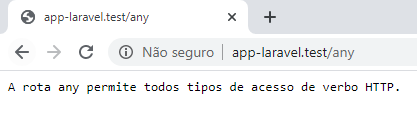 app-laravel.test/any
Não seguro | app-laravel.test/any
A rota any permite todos tipos de acesso de verbo HTTP.